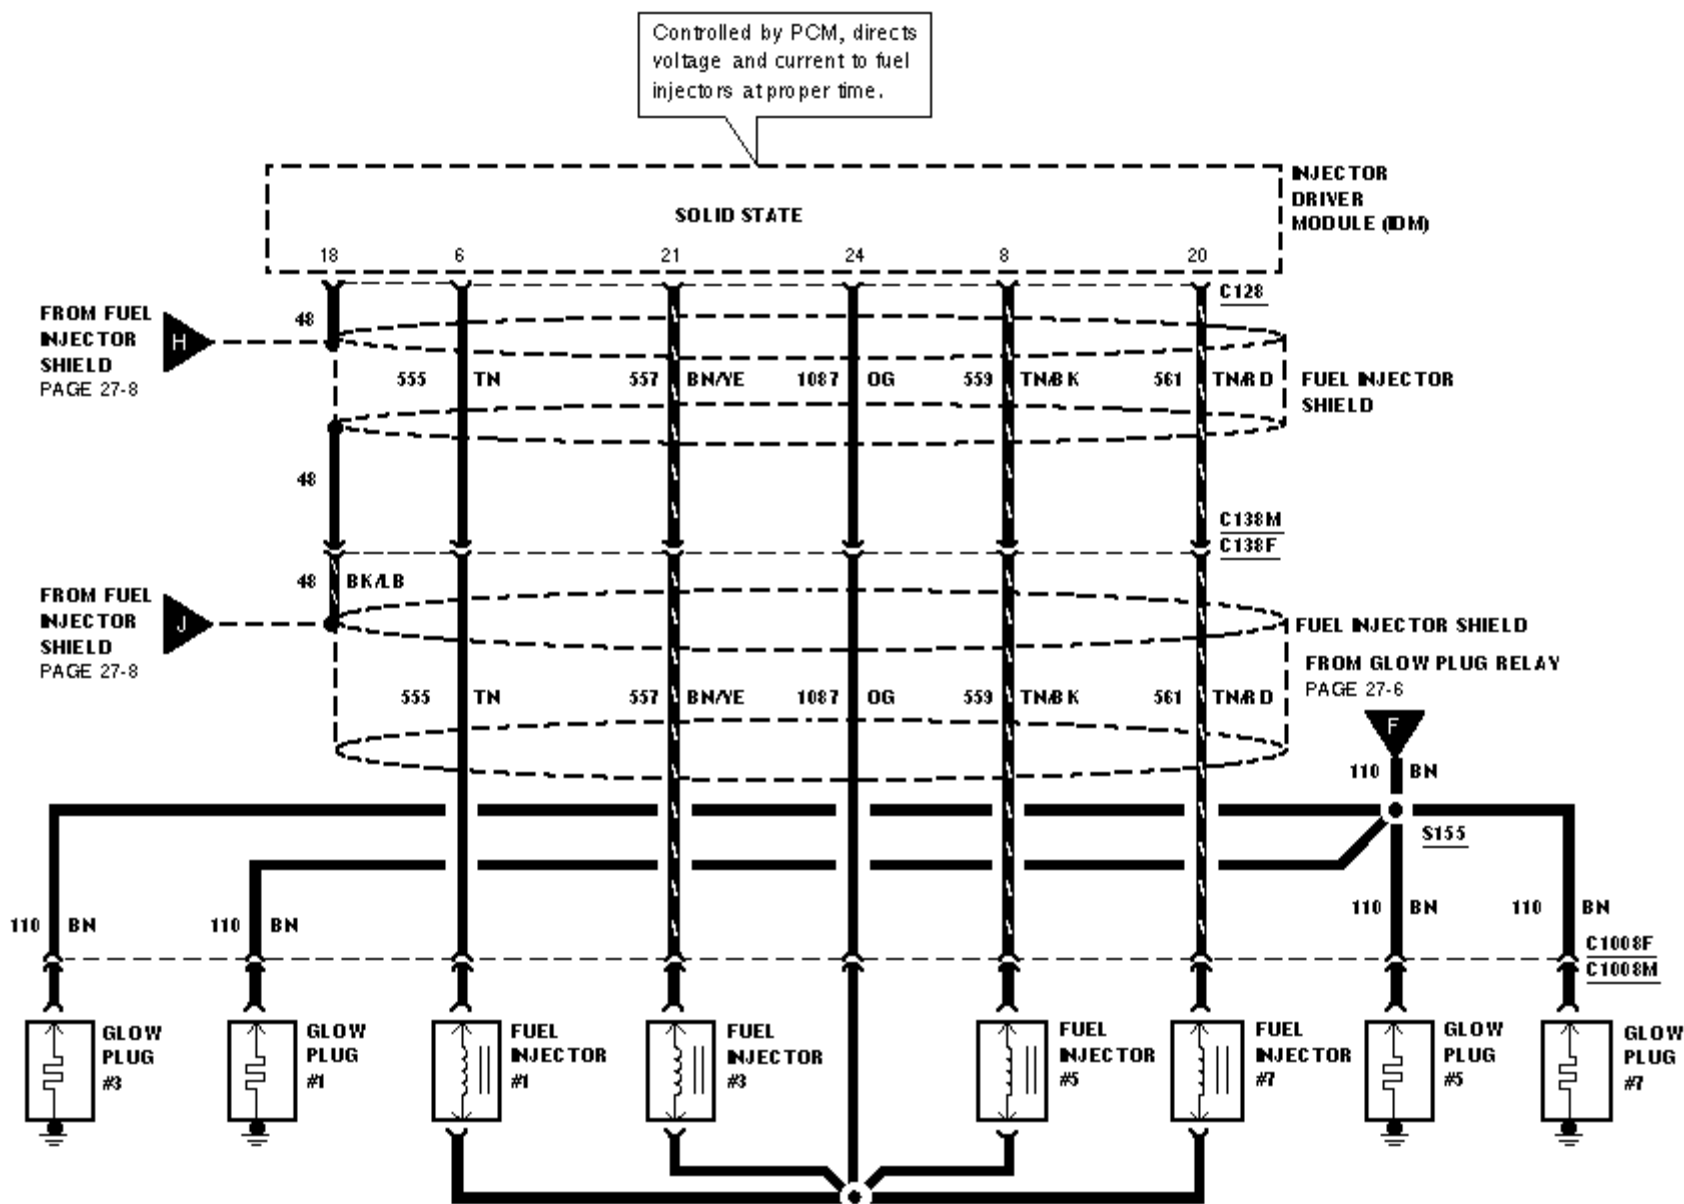 Controlled by PCM, directs
voltage and current to fuel
injectors at proper time.
INJECTOR
DRIVER
MODULE (IDM)
SOLID STATE
18 6 21 24 8 20
C128
FROM FUEL
INJECTOR
SHIELD
PAGE 27-8
H
48
555 TN 557 BN/YE 1087 OG 559 TN/BK 561 TN/RD
FUEL INJECTOR
SHIELD
48
C138M
C138F
48 BK/LB
FROM FUEL
INJECTOR
SHIELD
PAGE 27-8
J
FUEL INJECTOR SHIELD
FROM GLOW PLUG RELAY
PAGE 27-6
555 TN 557 BN/YE 1087 OG 559 TN/BK 561 TN/RD
F
110 BN
S155
110 BN 110 BN 110 BN 110 BN
C1008F
C1008M
GLOW
PLUG
#3
GLOW
PLUG
#1
FUEL
INJECTOR
#1
FUEL
INJECTOR
#3
FUEL
INJECTOR
#5
FUEL
INJECTOR
#7
GLOW
PLUG
#5
GLOW
PLUG
#7